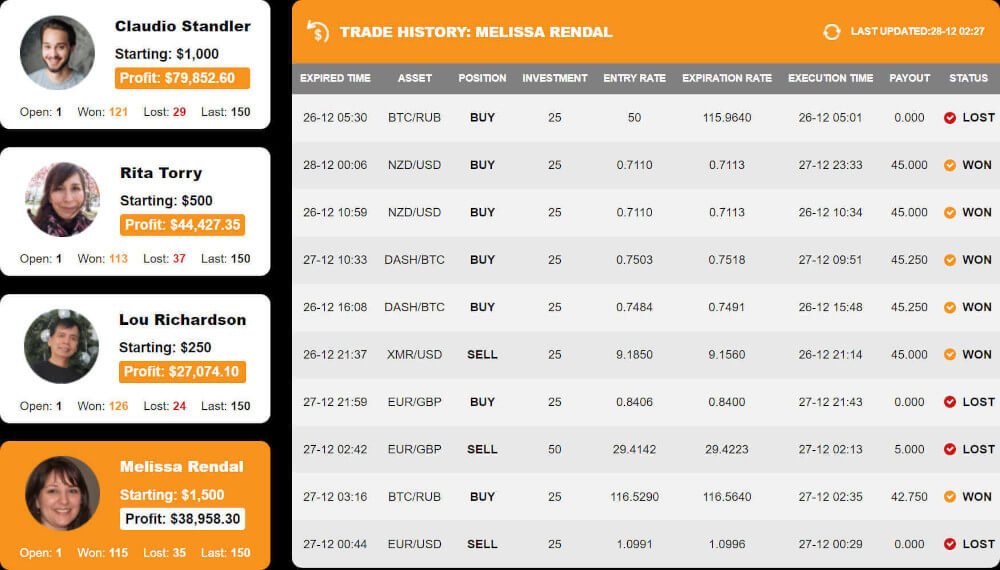 Claudio Standler
Starting: $1,000
Profit: $79,852.60
Open: 1 Won: 121 Lost: 29 Last: 150
Rita Torry
Starting: $500
Profit: $44,427.35
Open: 1 Won: 113 Lost: 37 Last: 150
Lou Richardson
Starting: $250
Profit: $27,074.10
Open: 1 Won: 126 Lost: 24 Last: 150
Melissa Rendal
Starting: $1,500
Profit: $38,958.30
Open: 1 Won: 115 Lost: 35 Last: 150
$ TRADE HISTORY: MELISSA RENDAL LAST UPDATED:28-12 02:27
EXPIRED TIME ASSET POSITION INVESTMENT ENTRY RATE EXPIRATION RATE EXECUTION TIME PAYOUT STATUS
26-12 05:30 BTC/RUB BUY 25 50 115.9640 26-12 05:01 0.000 LOST
28-12 00:06 NZD/USD BUY 25 0.7110 0.7113 27-12 23:33 45.000 WON
26-12 10:59 NZD/USD BUY 25 0.7110 0.7113 26-12 10:34 45.000 WON
27-12 10:33 DASH/BTC BUY 25 0.7503 0.7518 27-12 09:51 45.250 WON
26-12 16:08 DASH/BTC BUY 25 0.7484 0.7491 26-12 15:48 45.250 WON
26-12 21:37 XMR/USD SELL 25 9.1850 9.1560 26-12 21:14 45.000 WON
27-12 21:59 EUR/GBP BUY 25 0.8406 0.8400 27-12 21:43 0.000 LOST
27-12 02:42 EUR/GBP SELL 50 29.4142 29.4223 27-12 02:13 5.000 LOST
27-12 03:16 BTC/RUB BUY 25 116.5290 116.5640 27-12 02:35 42.750 WON
27-12 00:44 EUR/USD SELL 25 1.0991 1.0996 27-12 00:29 0.000 LOST